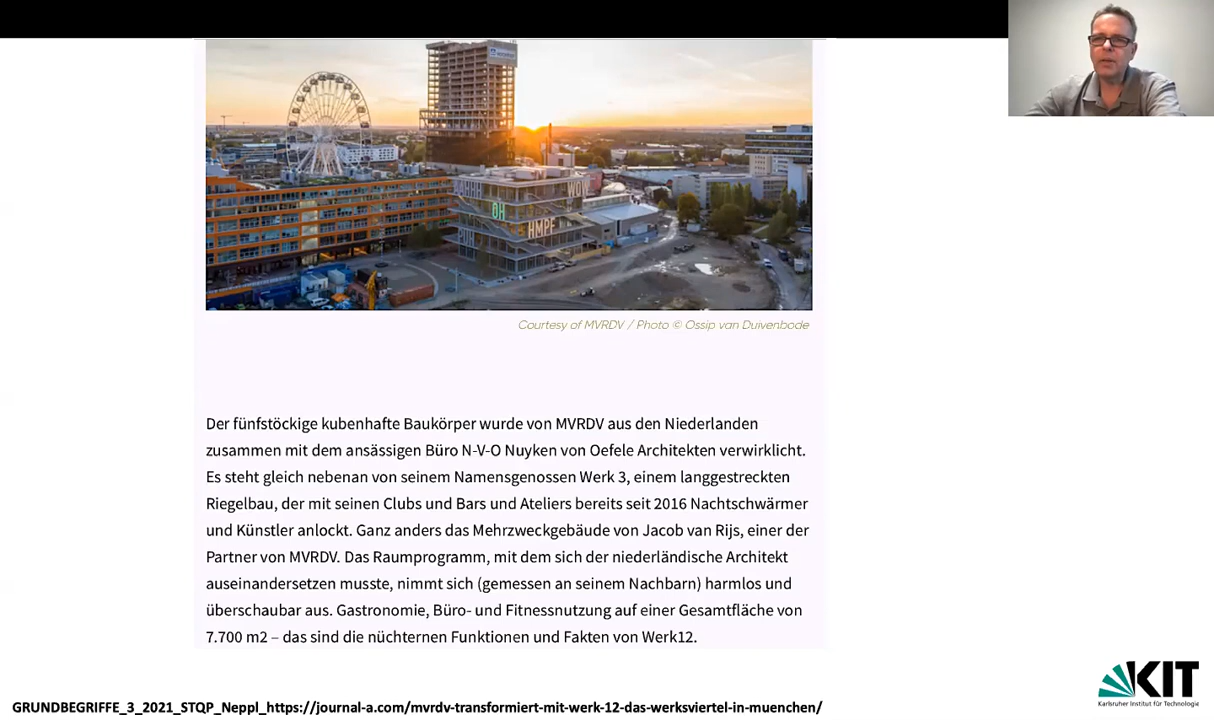 WOW
ÖH
HMPF
Courtesy of MVRDV / Photo © Ossip van Duivenbode
Der fünfstöckige kubenhafte Baukörper wurde von MVRDV aus den Niederlanden
zusammen mit dem ansässigen Büro N-V-O Nuyken von Oefele Architekten verwirklicht.
Es steht gleich nebenan von seinem Namensgenossen Werk 3, einem langgestreckten
Riegelbau, der mit seinen Clubs und Bars und Ateliers bereits seit 2016 Nachtschwärmer
und Künstler anlockt. Ganz anders das Mehrzweckgebäude von Jacob van Rijs, einer der
Partner von MVRDV. Das Raumprogramm, mit dem sich der niederländische Architekt
auseinandersetzen musste, nimmt sich (gemessen an seinem Nachbarn) harmlos und
überschaubar aus. Gastronomie, Büro- und Fitnessnutzung auf einer Gesamtfläche von
7.700 m2 – das sind die nüchternen Funktionen und Fakten von Werk12.
KIT
Karlsruher Institut für Technologie
GRUNDBEGRIFFE_3_2021_STQP_Neppl_https://journal-a.com/mvrdv-transformiert-mit-werk-12-das-werksviertel-in-muenchen/